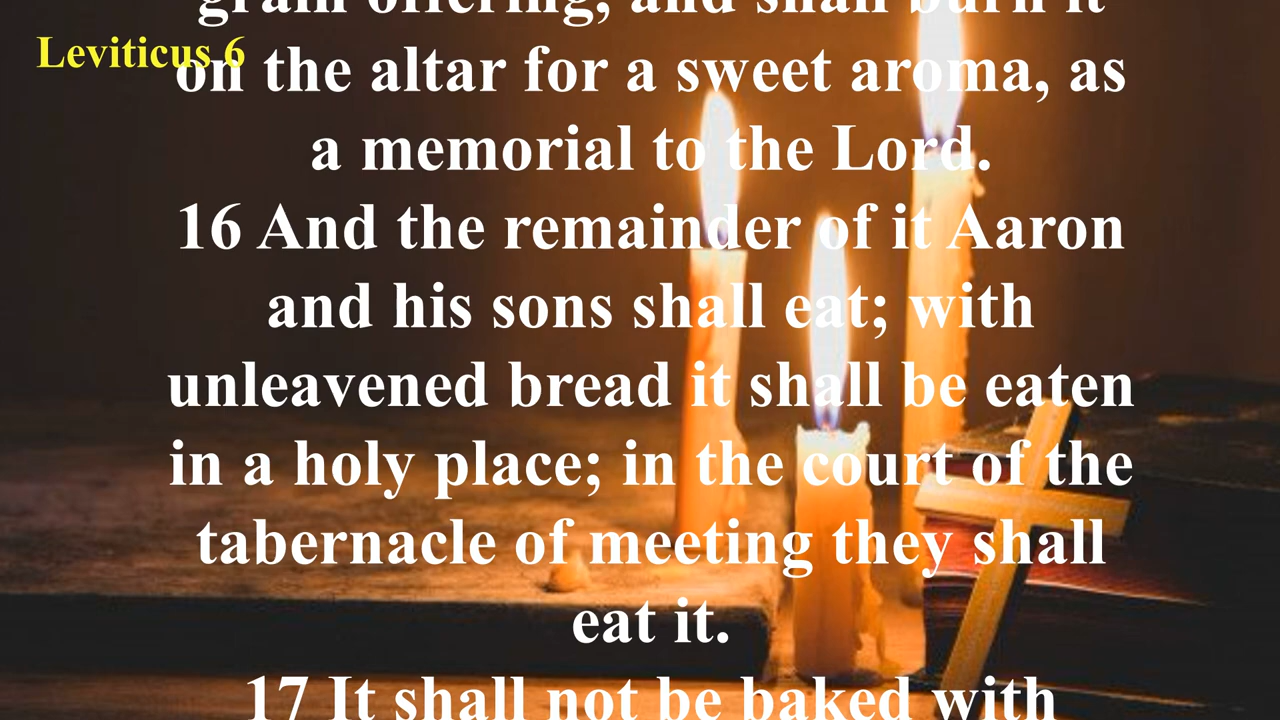 grain offering, and shall burn it
Leviticus 6
on the altar for a sweet aroma, as
a memorial to the Lord.
16 And the remainder of it Aaron
and his sons shall eat; with
unleavened bread it shall be eaten
in a holy place; in the court of the
tabernacle of meeting they shall
eat it.
17 It shall not be baked with